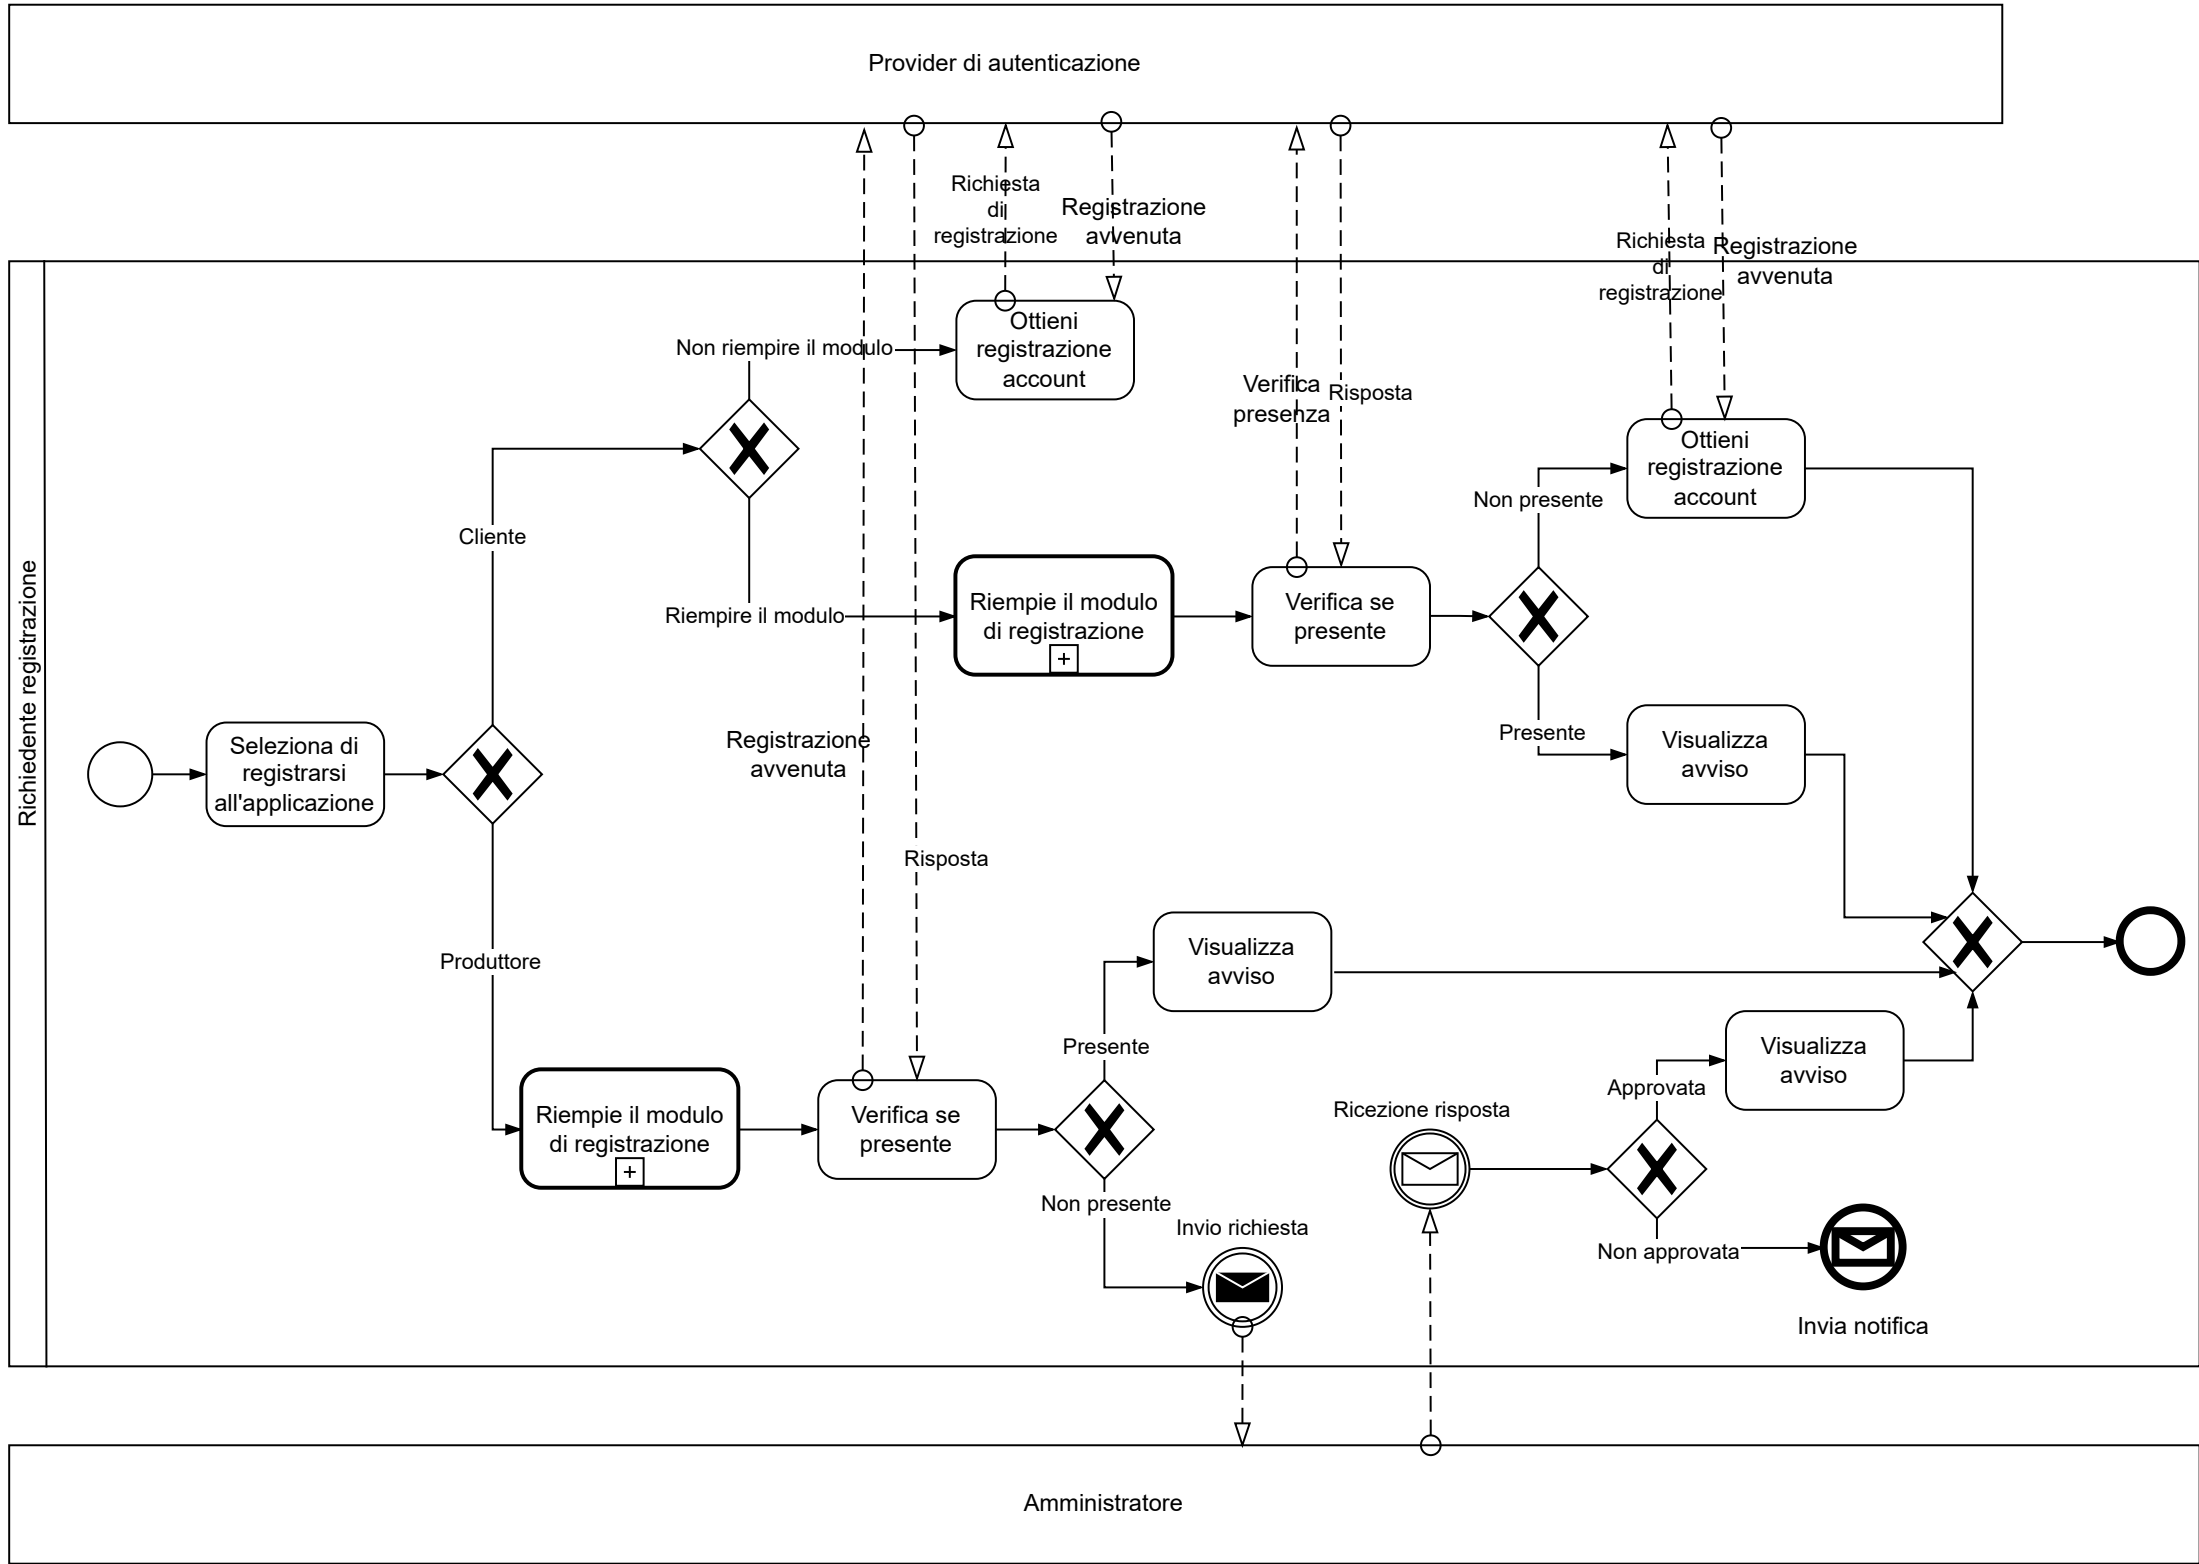 Provider di autenticazione
Richiesta
di
registrazione
Registrazione
avvenuta
Richiesta
di
registrazione
Registrazione
avvenuta
Richiedente registrazione
Ottieni
registrazione
account
Non riempire il modulo
Verifica
presenza
Risposta
Ottieni
registrazione
account
Non presente
Cliente
Riempire il modulo
Riempie il modulo
di registrazione
Verifica se
presente
Presente
Visualizza
avviso
Seleziona di
registrarsi
all'applicazione
Registrazione
avvenuta
Risposta
Produttore
Visualizza
avviso
Presente
Riempie il modulo
di registrazione
Verifica se
presente
Non presente
Invio richiesta
Ricezione risposta
Approvata
Visualizza
avviso
Non approvata
Invia notifica
Amministratore